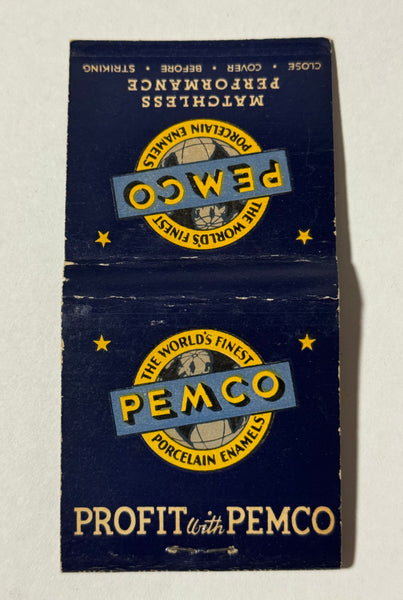 CLOSE • COVER • BEFORE • STRIKING
MATCHLESS
PERFORMANCE
THE WORLD'S FINEST
PEMCO
PORCELAIN ENAMELS
THE WORLD'S FINEST
PEMCO
PORCELAIN ENAMELS
PROFIT with PEMCO